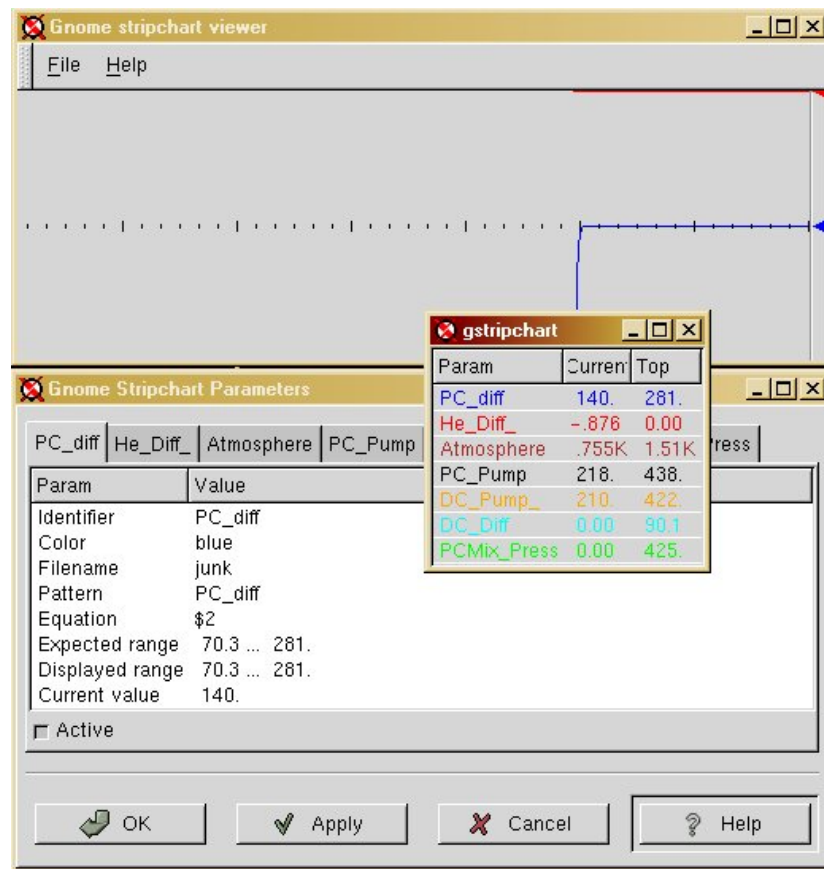 Gnome stripchart viewer
File Help
gstripchart
Param Current Top
PC_diff 140. 281.
He_Diff_ -.876 0.00
Atmosphere .755K 1.51K
PC_Pump 218. 438.
DC_Pump_ 210. 422.
DC_Diff 0.00 90.1
PCMix_Press 0.00 425.
Gnome Stripchart Parameters
PC_diff He_Diff_ Atmosphere PC_Pump ress
Param Value
Identifier PC_diff
Color blue
Filename junk
Pattern PC_diff
Equation $2
Expected range 70.3 ... 281.
Displayed range 70.3 ... 281.
Current value 140.
Active
OK Apply Cancel Help